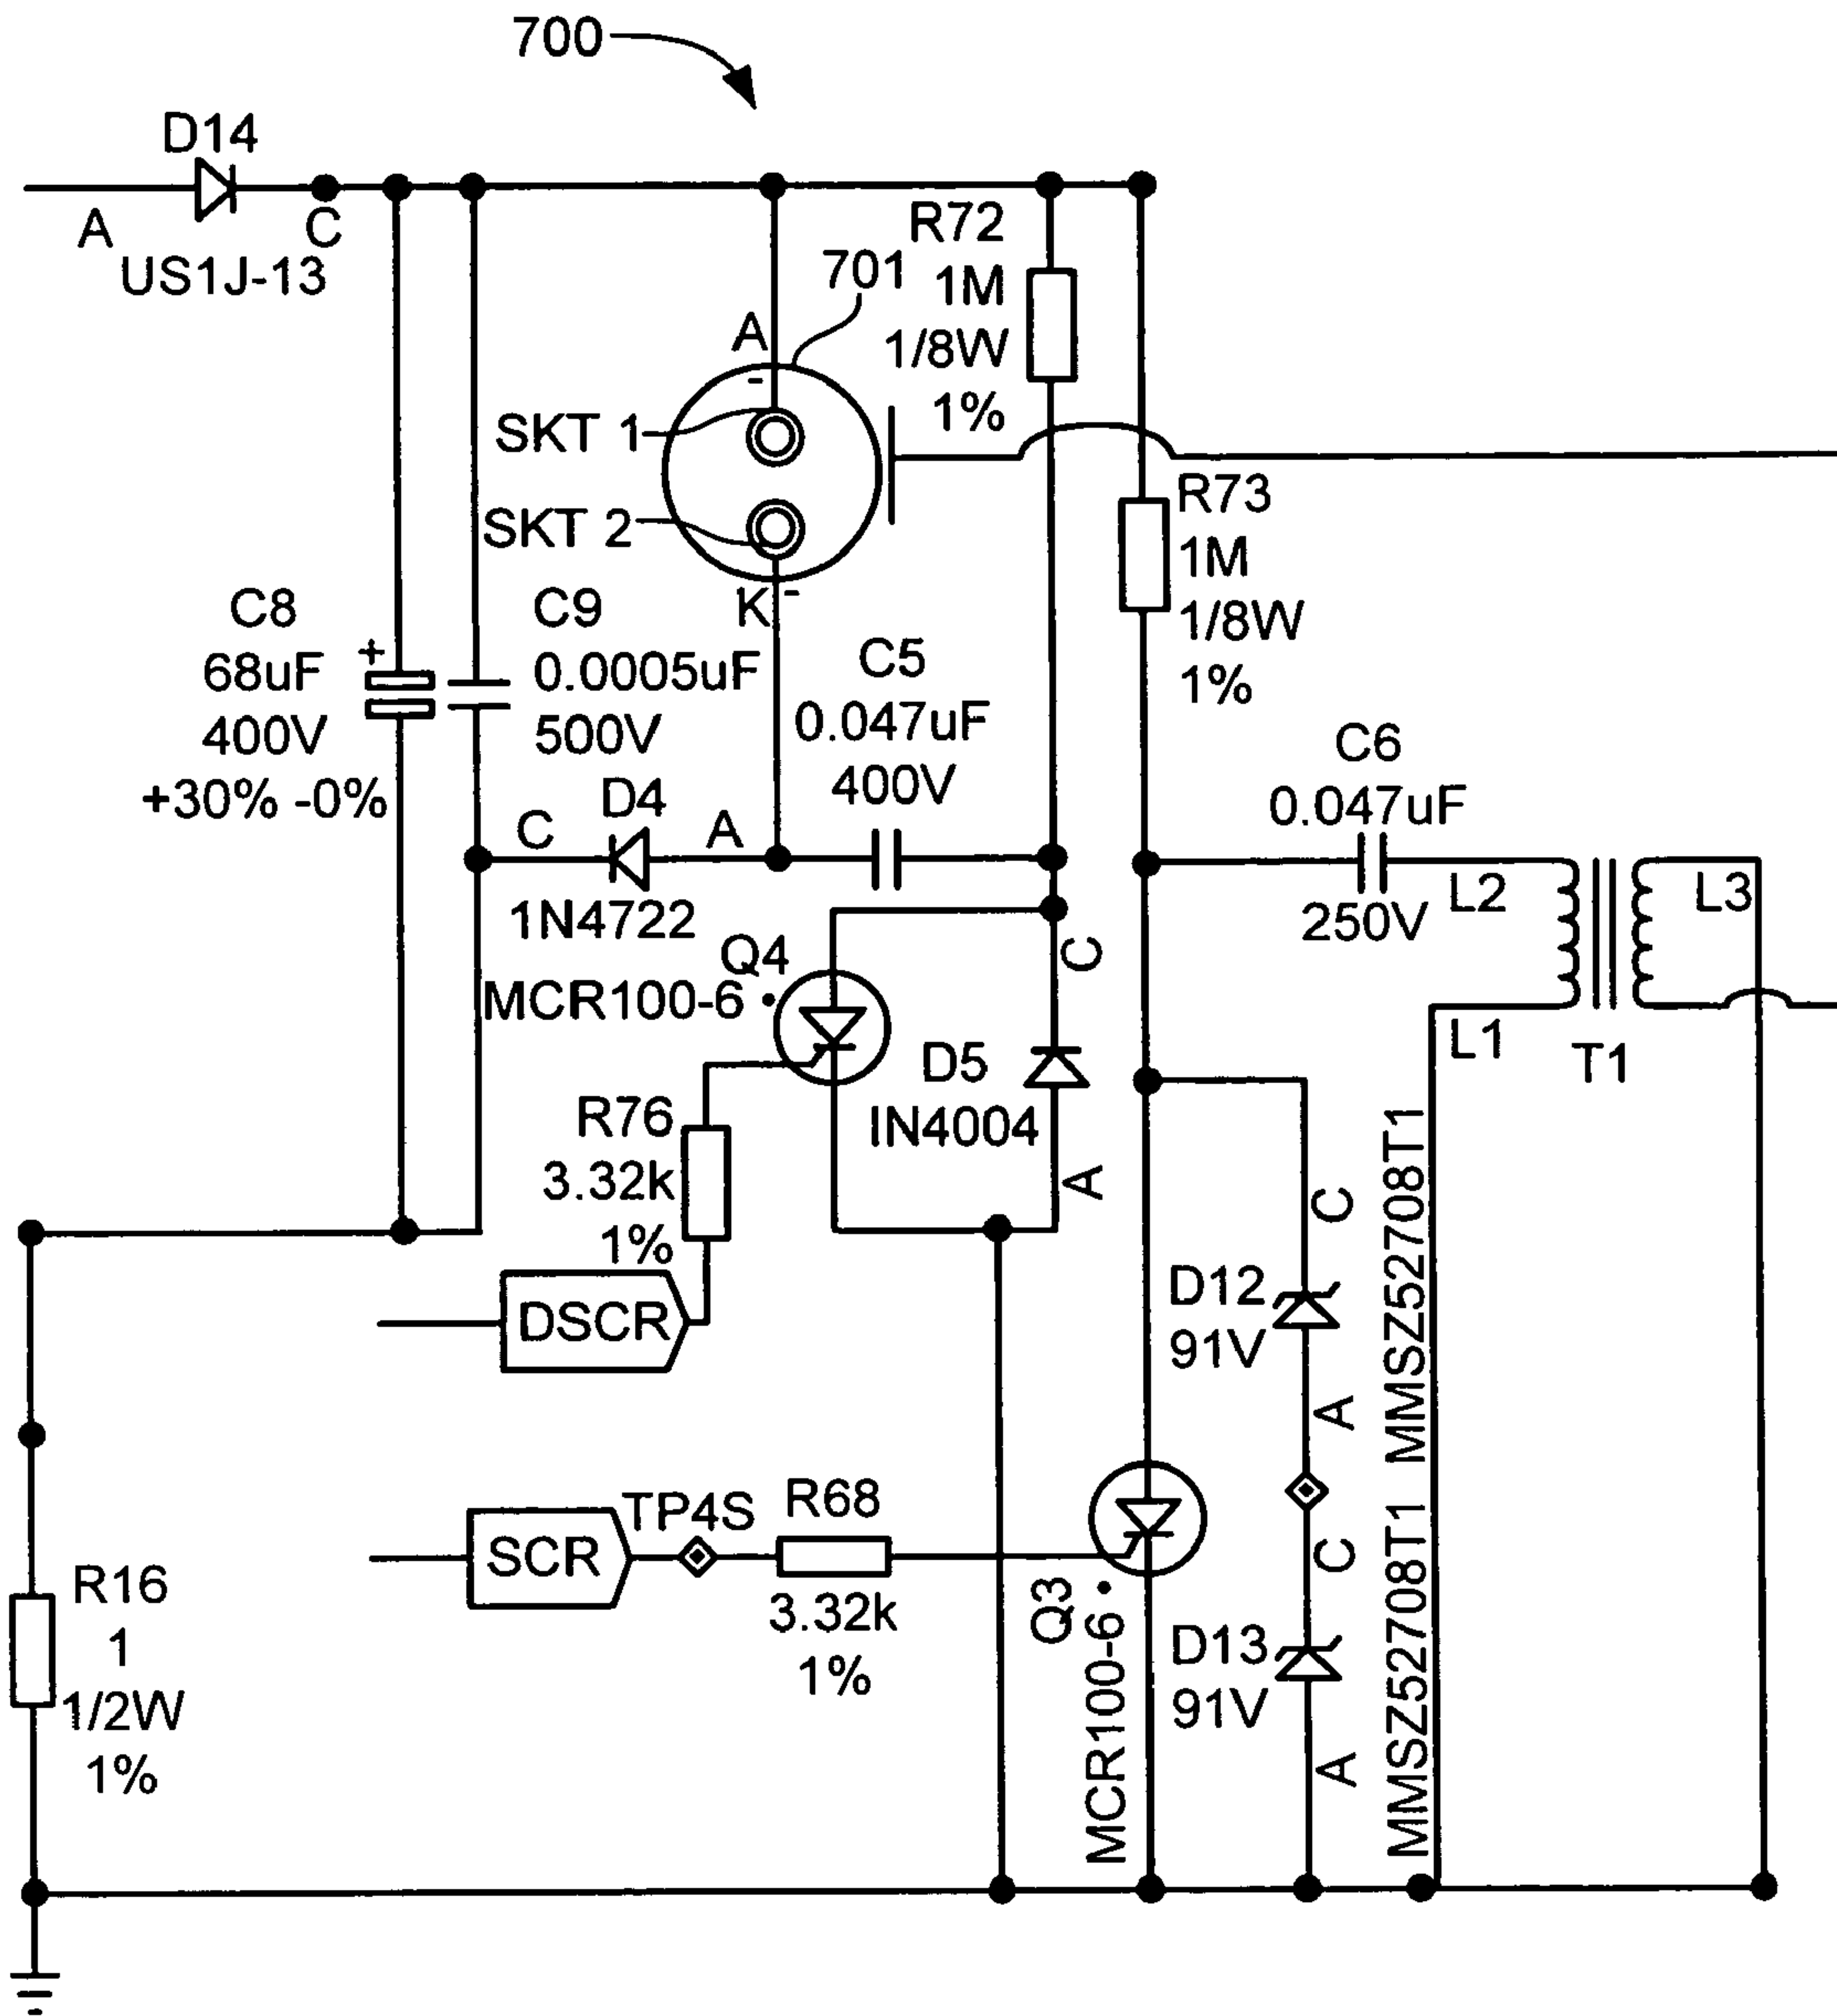 700
D14
A
C
US1J-13
R72
1M
1/8W
1%
701
A
-
SKT 1
SKT 2
K
-
R73
1M
1/8W
1%
C8
68uF
400V
+30% -0%
+
C9
0.0005uF
500V
C5
0.047uF
400V
C6
0.047uF
250V
D4
C
A
1N4722
L2
L3
L1
T1
Q4
MCR100-6
C
D5
IN4004
A
R76
3.32k
1%
DSCR
C
D12
91V
A
MMSZ52708T1 MMSZ52708T1
SCR
TP4S
R68
3.32k
1%
Q3
MCR100-6
C
D13
91V
A
R16
1
1/2W
1%